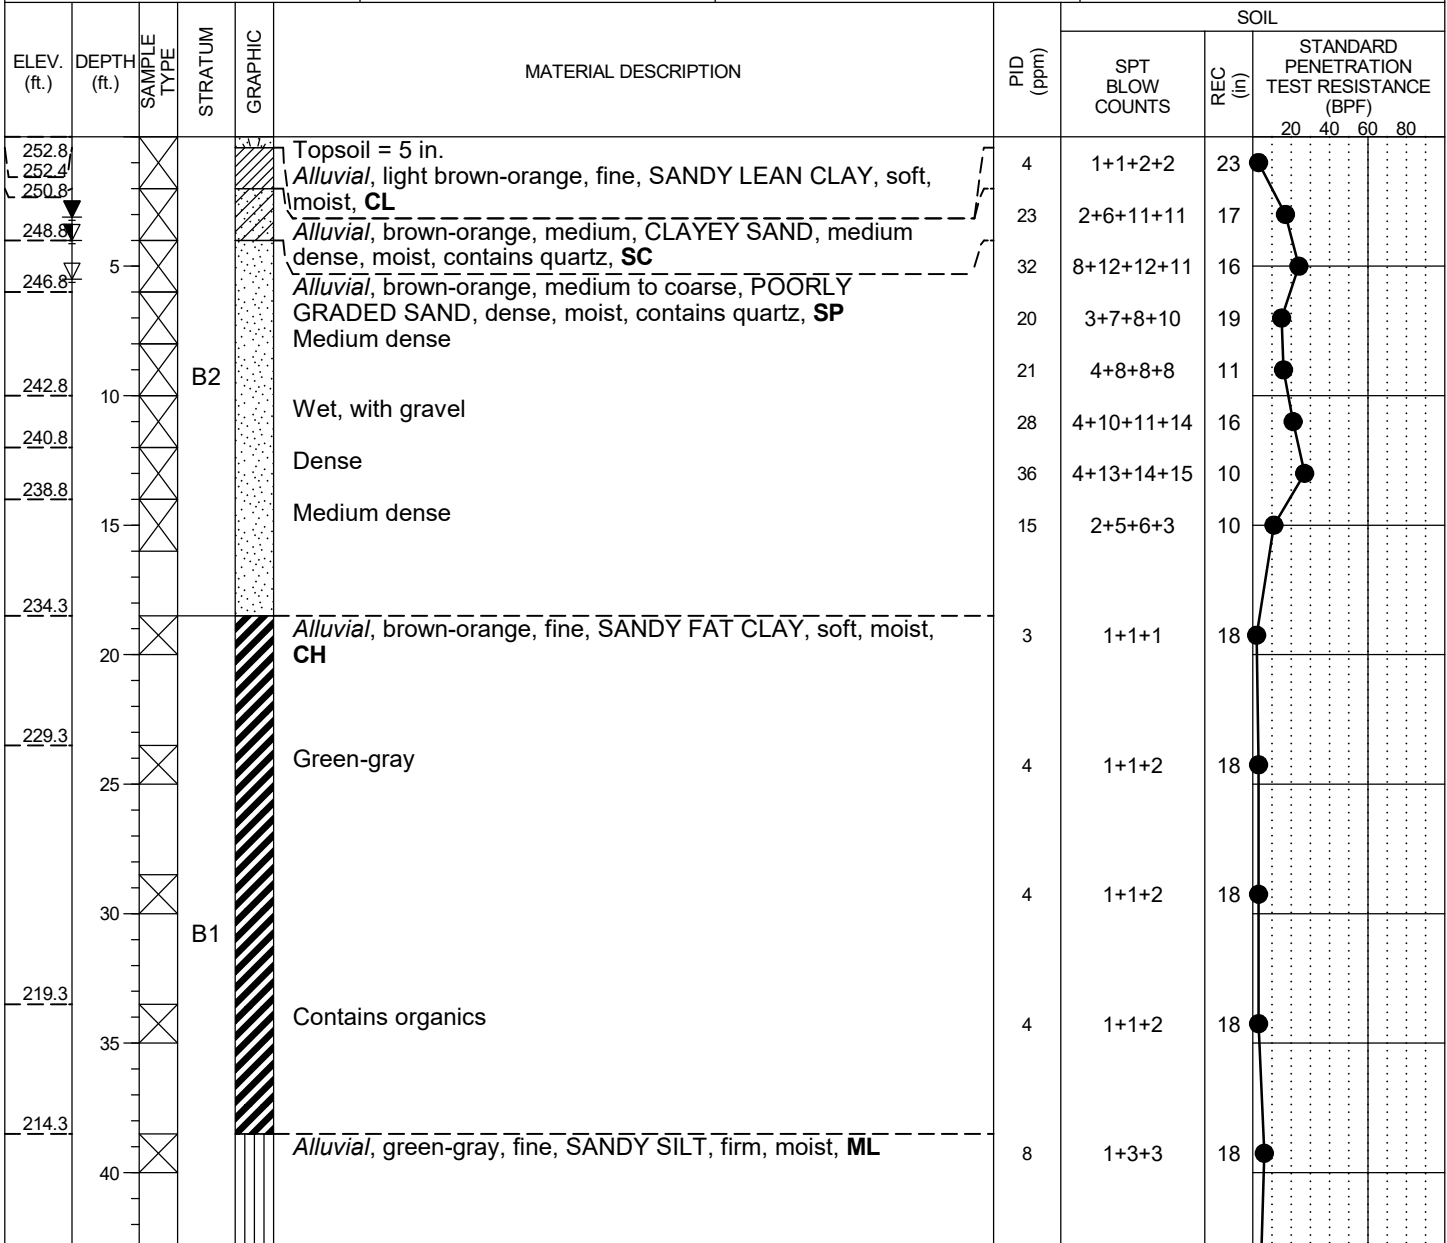 SOIL
ELEV. (ft.)
DEPTH (ft.)
SAMPLE TYPE
STRATUM
GRAPHIC
MATERIAL DESCRIPTION
PID (ppm)
SPT BLOW COUNTS
REC (in)
STANDARD PENETRATION TEST RESISTANCE (BPF)
20 40 60 80
252.8 Topsoil = 5 in.
252.4 Alluvial, light brown-orange, fine, SANDY LEAN CLAY, soft,
moist, CL
4 1+1+2+2 23
250.8 Alluvial, brown-orange, medium, CLAYEY SAND, medium
dense, moist, contains quartz, SC
23 2+6+11+11 17
248.8 Alluvial, brown-orange, medium to coarse, POORLY
GRADED SAND, dense, moist, contains quartz, SP
5 32 8+12+12+11 16
246.8 Medium dense
20 3+7+8+10 19
B2 21 4+8+8+8 11
242.8 10 Wet, with gravel 28 4+10+11+14 16
240.8 Dense 36 4+13+14+15 10
238.8 Medium dense
15 15 2+5+6+3 10
234.3 Alluvial, brown-orange, fine, SANDY FAT CLAY, soft, moist,
CH
3 1+1+1 18
20
229.3 Green-gray 4 1+1+2 18
25
4 1+1+2 18
30
B1
219.3 Contains organics 4 1+1+2 18
35
214.3 Alluvial, green-gray, fine, SANDY SILT, firm, moist, ML 8 1+3+3 18
40